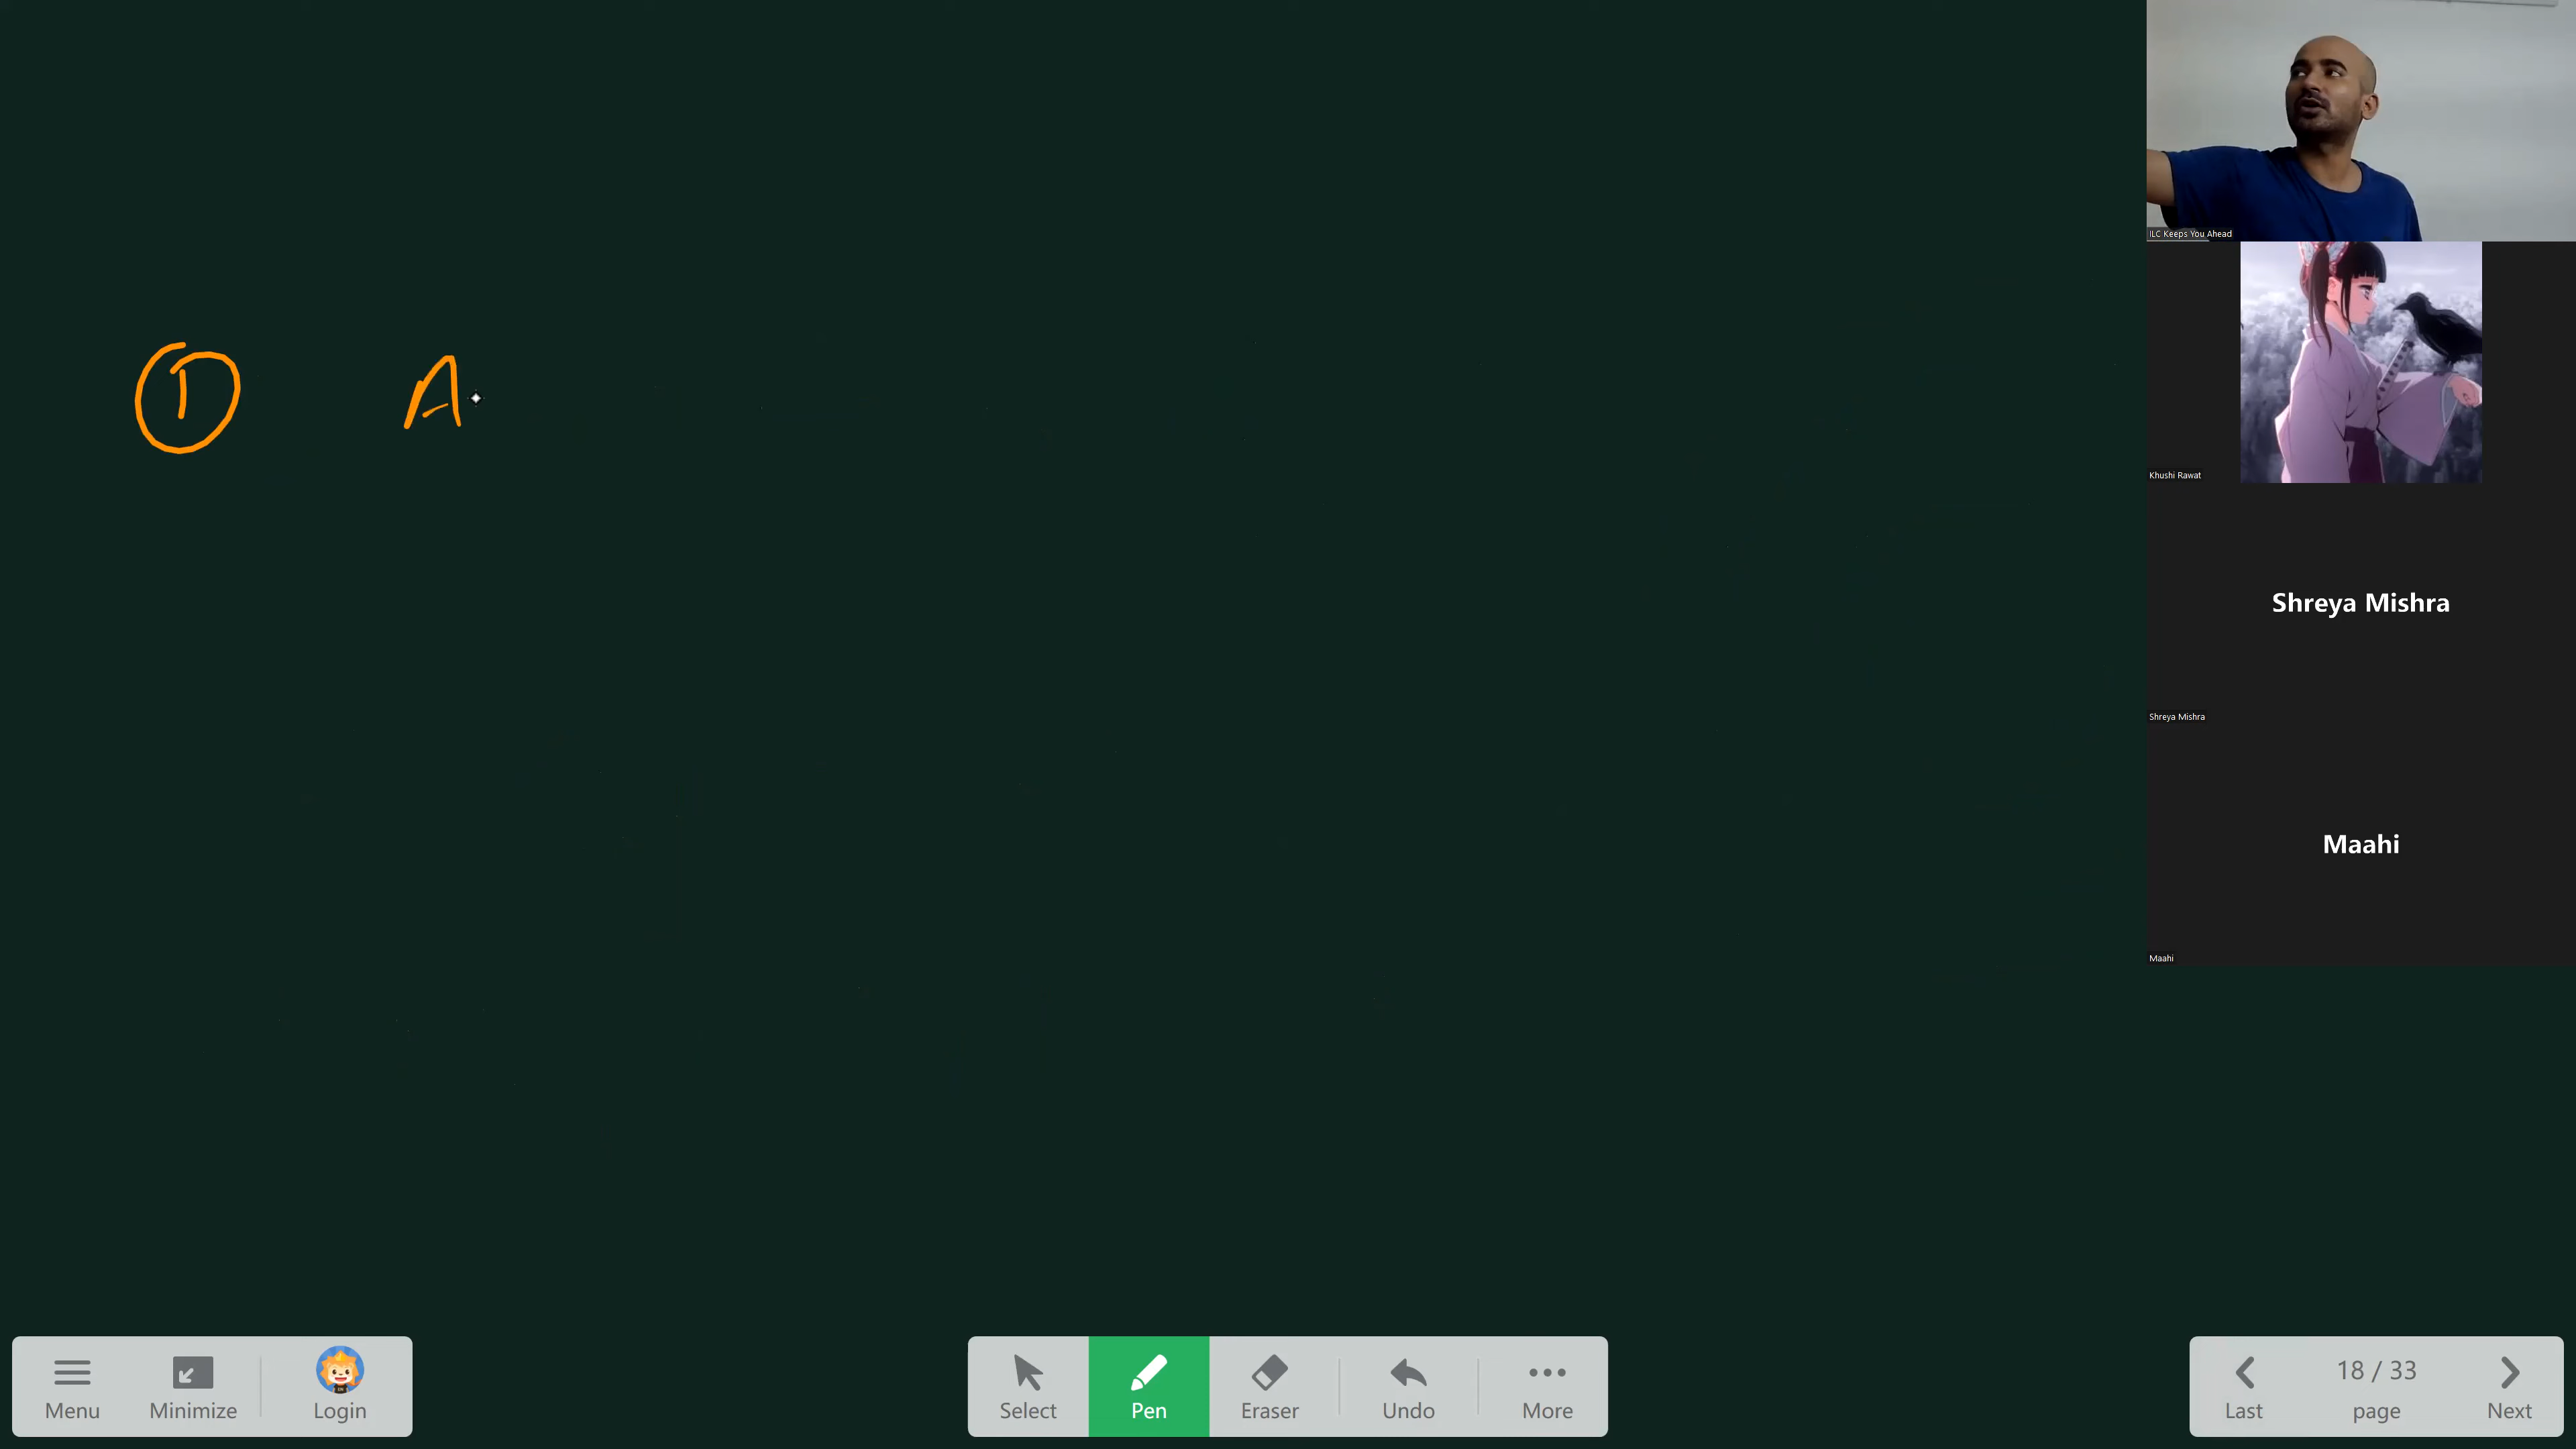 ① A
ILC Keeps You Ahead
Khushi Rawat
Shreya Mishra
Shreya Mishra
Maahi
Maahi
Menu Minimize Login
Select Pen Eraser Undo More
18 / 33
Last page Next